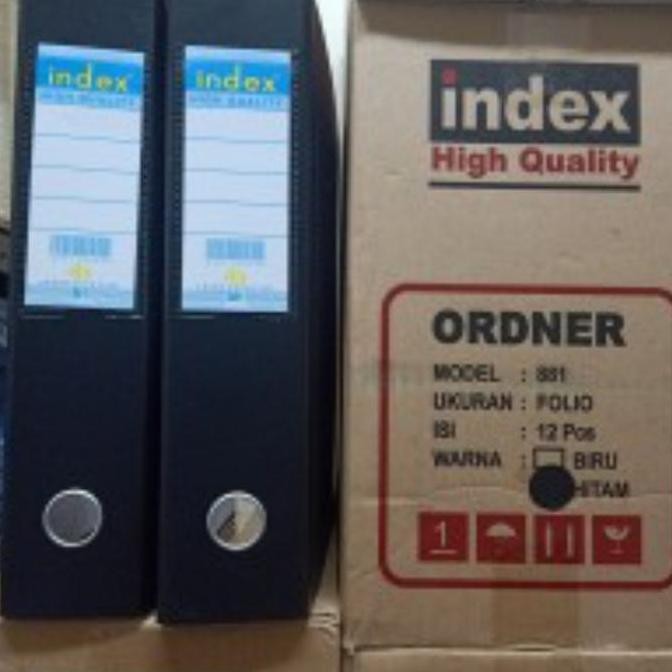 index
HIGH QUALITY
index
HIGH QUALITY
index
High Quality
ORDNER
MODEL : 881
UKURAN : FOLIO
ISI : 12 Pcs
WARNA : BIRU
HITAM
1